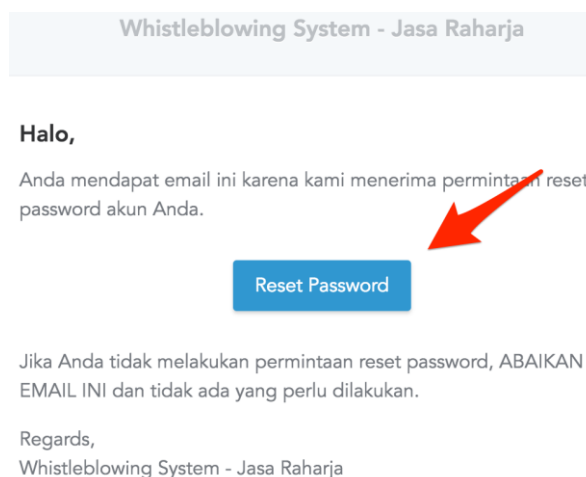 Whistleblowing System - Jasa Raharja
Halo,
Anda mendapat email ini karena kami menerima permintaan reset
password akun Anda.
Reset Password
Jika Anda tidak melakukan permintaan reset password, ABAIKAN
EMAIL INI dan tidak ada yang perlu dilakukan.
Regards,
Whistleblowing System - Jasa Raharja